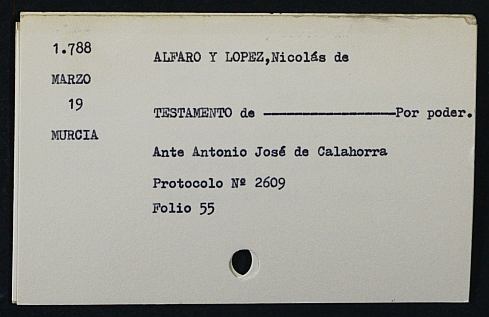 1.788
ALFARO Y LOPEZ,Nicolás de
MARZO
19
TESTAMENTO de ———————————Por poder.
MURCIA
Ante Antonio José de Calahorra
Protocolo Nº 2609
Folio 55